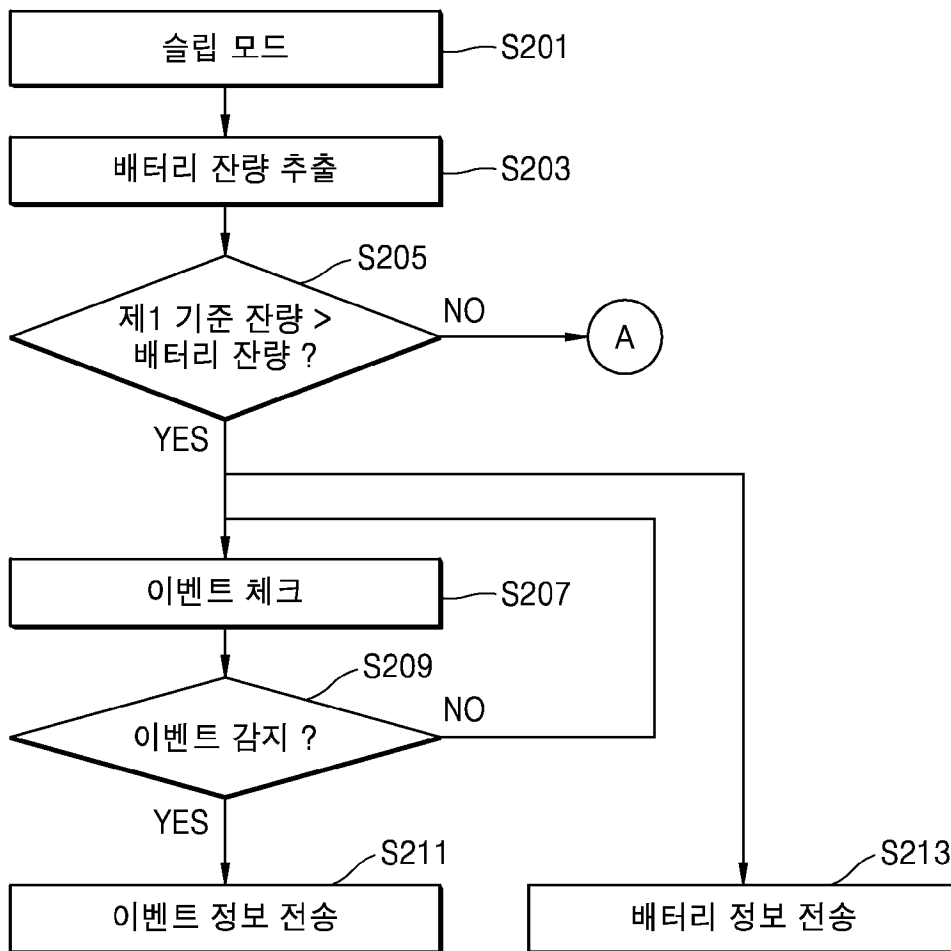 슬립 모드
S201
배터리 잔량 추출
S203
S205
제1 기준 잔량 >
배터리 잔량 ?
NO
A
YES
이벤트 체크
S207
S209
이벤트 감지 ?
NO
YES
S211
S213
이벤트 정보 전송
배터리 정보 전송